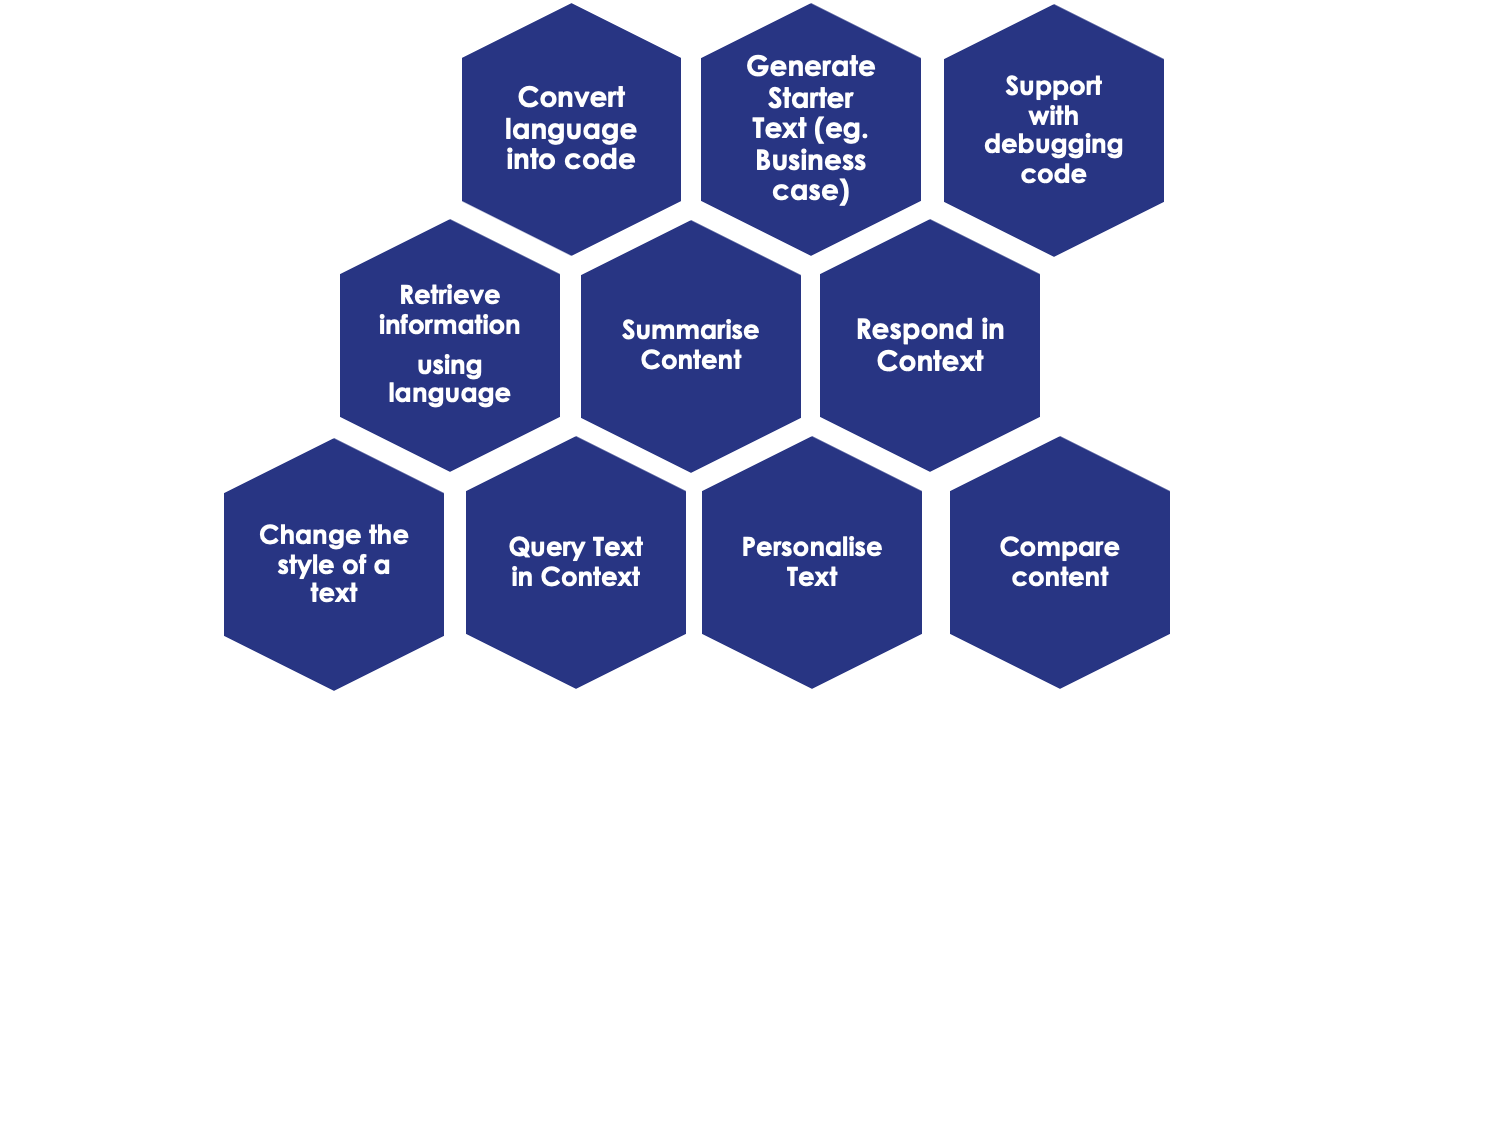 Convert
language
into code
Generate
Starter
Text (eg.
Business
case)
Support
with
debugging
code
Retrieve
information
using
language
Summarise
Content
Respond in
Context
Change the
style of a
text
Query Text
in Context
Personalise
Text
Compare
content